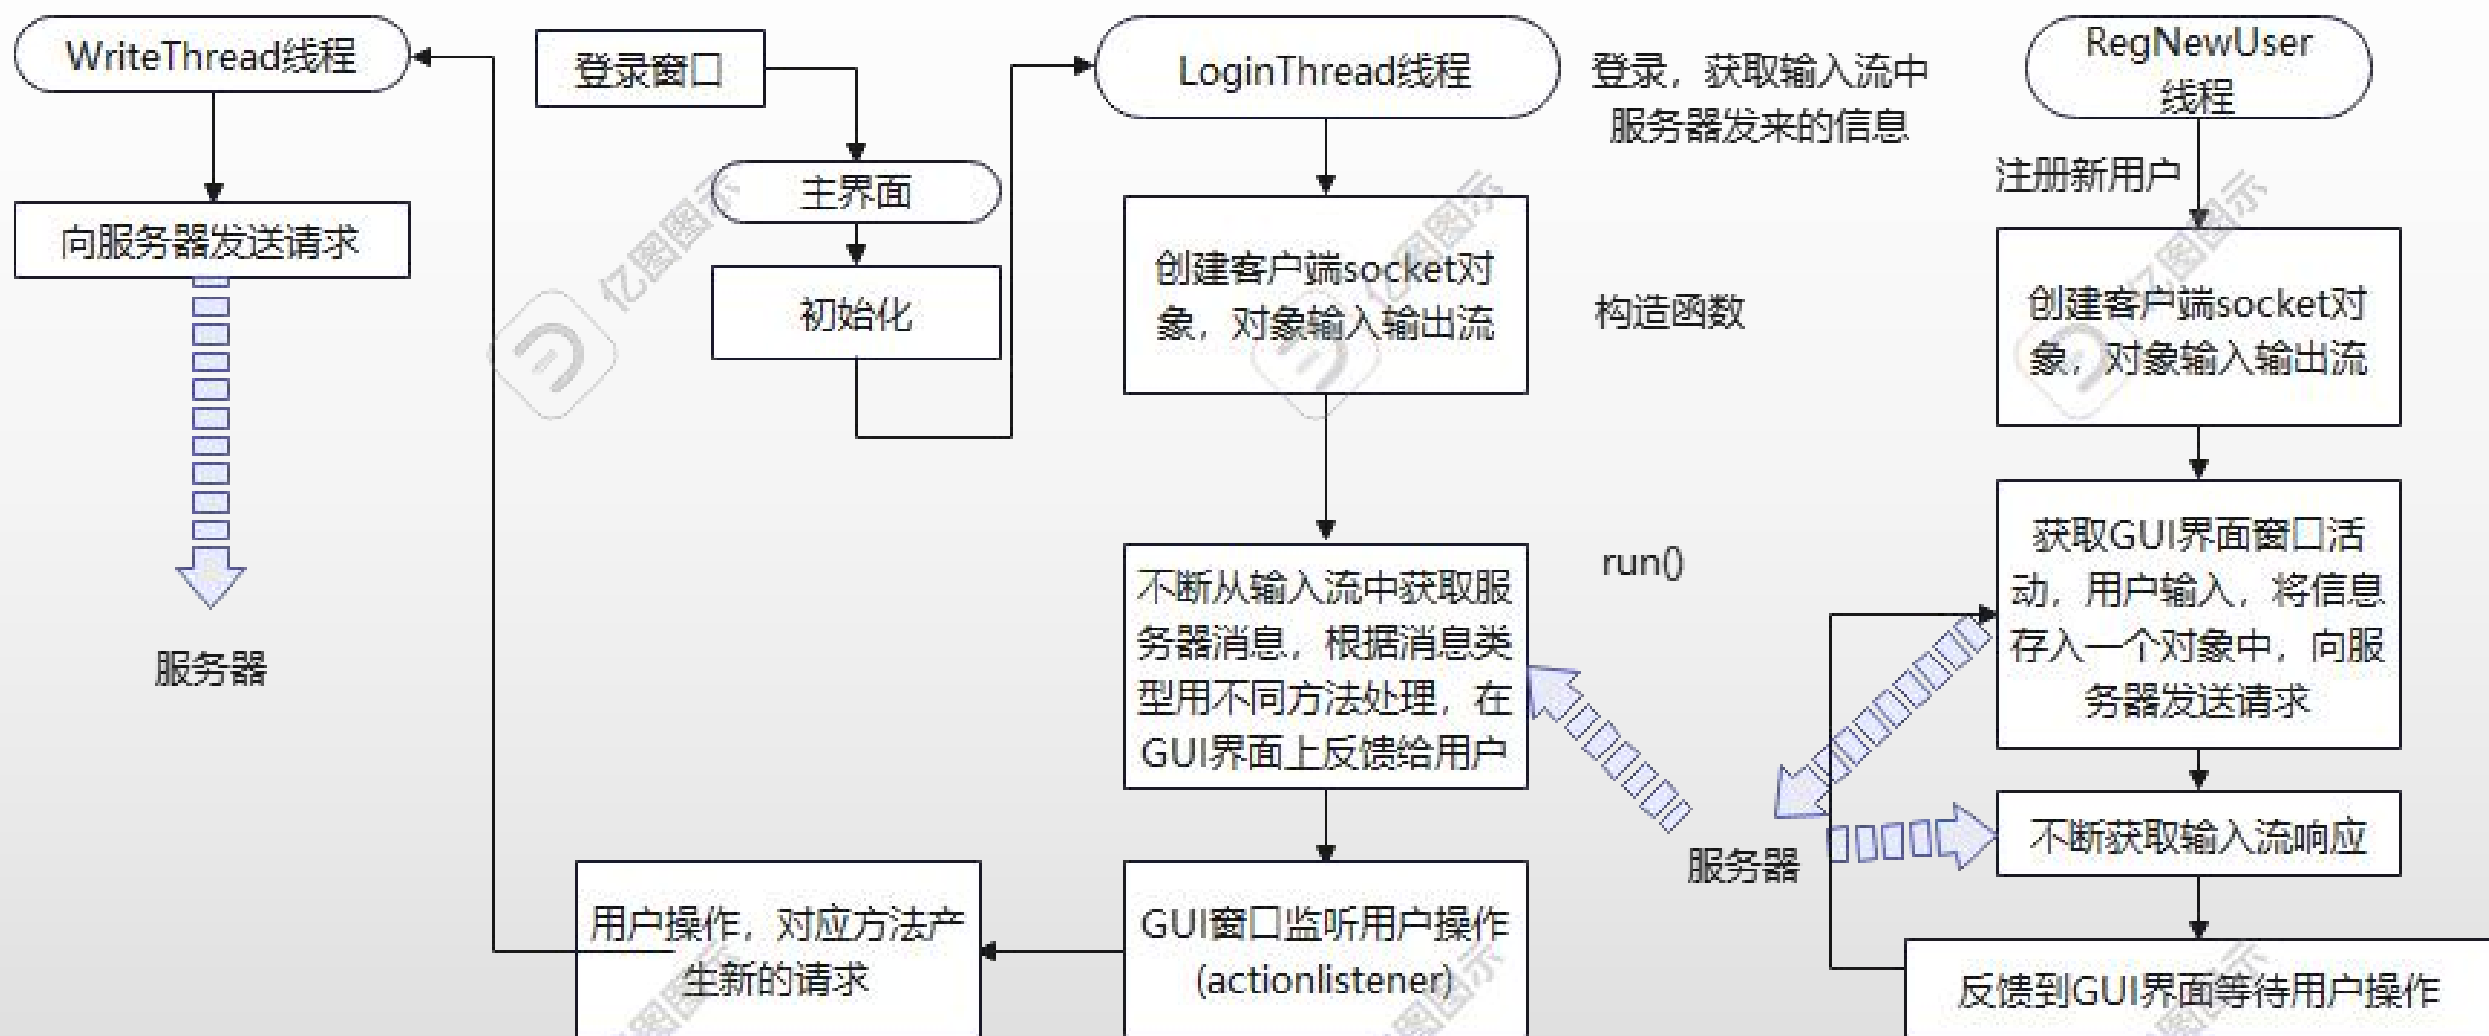 WriteThread线程
向服务器发送请求
服务器
登录窗口
主界面
初始化
LoginThread线程
登录，获取输入流中
服务器发来的信息
创建客户端socket对
象，对象输入输出流
构造函数
不断从输入流中获取服
务器消息，根据消息类
型用不同方法处理，在
GUI界面上反馈给用户
run()
GUI窗口监听用户操作
(actionlistener)
用户操作，对应方法产
生新的请求
服务器
RegNewUser
线程
注册新用户
创建客户端socket对
象，对象输入输出流
获取GUI界面窗口活
动，用户输入，将信息
存入一个对象中，向服
务器发送请求
不断获取输入流响应
反馈到GUI界面等待用户操作
亿图图示
亿图图示
亿图图示